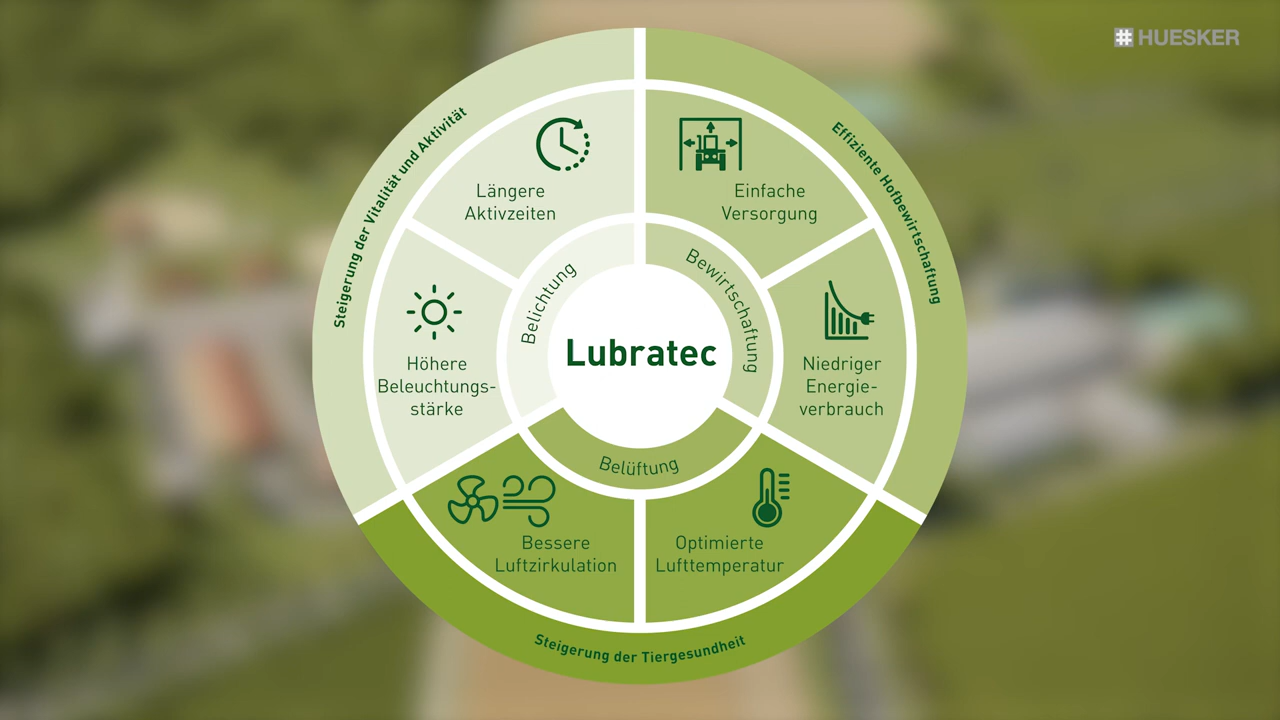 #HUESKER
Steigerung der Vitalität und Aktivität
Effiziente Hofbewirtschaftung
Längere
Aktivzeiten
Einfache
Versorgung
Belichtung
Bewirtschaftung
Höhere
Beleuchtungs-
stärke
Lubratec
Niedriger
Energie-
verbrauch
Belüftung
Bessere
Luftzirkulation
Optimierte
Lufttemperatur
Steigerung der Tiergesundheit